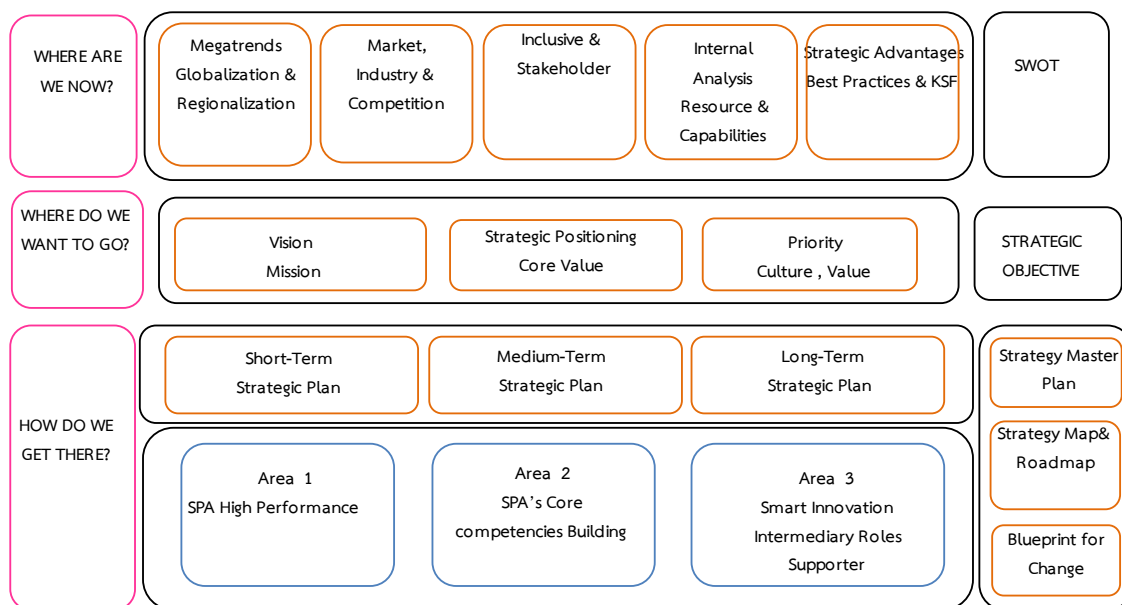 WHERE ARE
WE NOW?
Megatrends
Globalization &
Regionalization
Market,
Industry &
Competition
Inclusive &
Stakeholder
Internal
Analysis
Resource &
Capabilities
Strategic Advantages
Best Practices & KSF
SWOT
WHERE DO WE
WANT TO GO?
Vision
Mission
Strategic Positioning
Core Value
Priority
Culture , Value
STRATEGIC
OBJECTIVE
HOW DO WE
GET THERE?
Short-Term
Strategic Plan
Medium-Term
Strategic Plan
Long-Term
Strategic Plan
Area 1
SPA High Performance
Area 2
SPA's Core
competencies Building
Area 3
Smart Innovation
Intermediary Roles
Supporter
Strategy Master
Plan
Strategy Map&
Roadmap
Blueprint for
Change